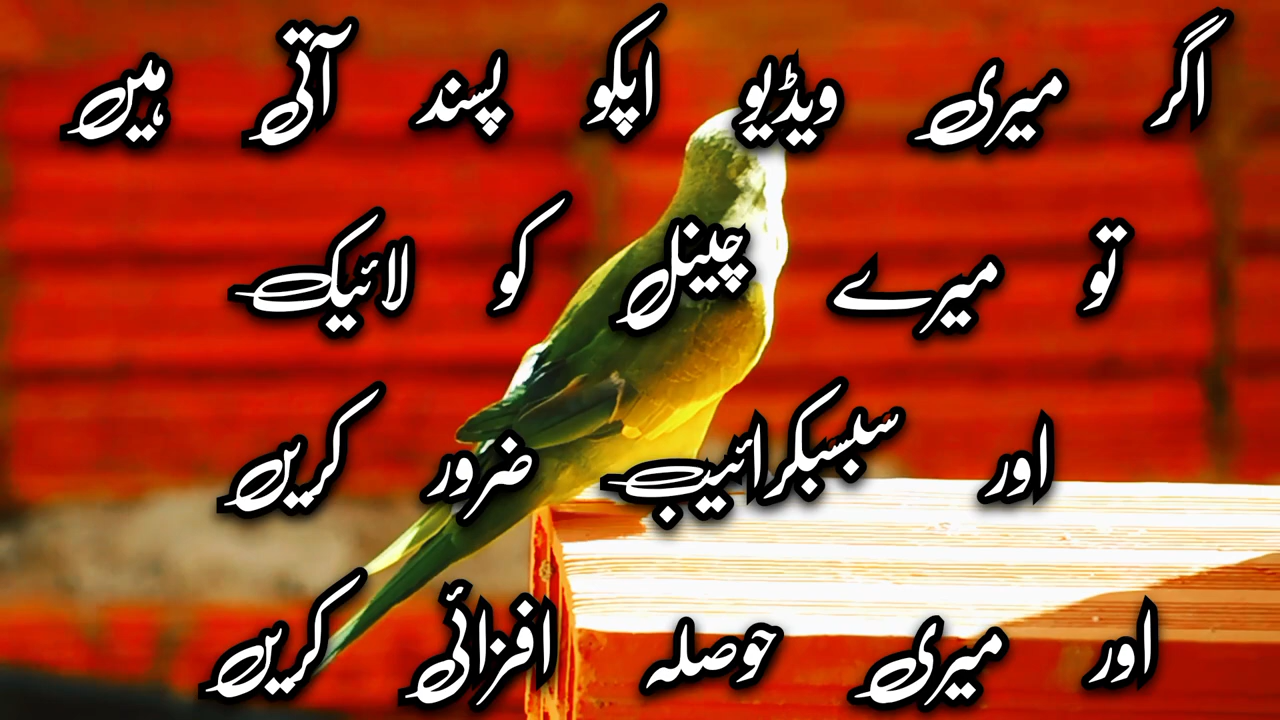 اگر میری ویڈیو اپکو پسند آتی ہیں
تو میرے چینل کو لائیک
اور سبسبکرائیب ضرور کریں
اور میری حوصلہ افزائی کریں